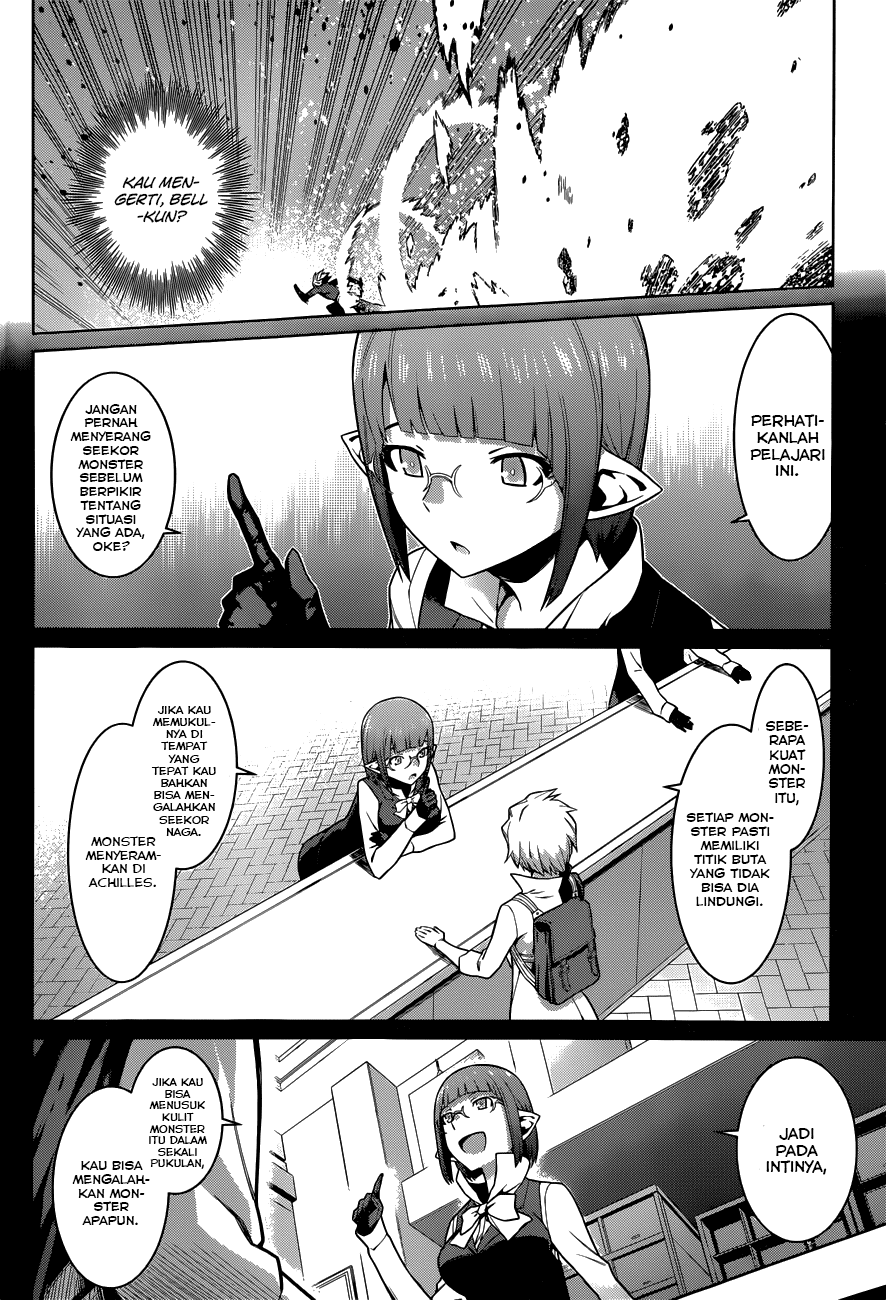 KAU MEN-
GERTI, BELL
-KUN?
PERHATI-
KANLAH
PELAJARI
INI.
JANGAN
PERNAH
MENYERANG
SEEKOR
MONSTER
SEBELUM
BERPIKIR
TENTANG
SITUASI
YANG ADA,
OKE?
SEBE-
RAPA
KUAT
MON-
STER
ITU,
SETIAP MON-
STER PASTI
MEMILIKI
TITIK BUTA
YANG TIDAK
BISA DIA
LINDUNGI.
JIKA KAU
MEMUKUL-
NYA DI
TEMPAT
YANG
TEPAT KAU
BAHKAN
BISA MEN-
GALAHKAN
SEEKOR
NAGA.
MONSTER
MENYERAM-
KAN DI
ACHILLES.
JADI
PADA
INTINYA,
JIKA KAU
BISA
MENUSUK
KULIT
MONSTER
ITU DALAM
SEKALI
PUKULAN,
KAU BISA
MENGALAH-
KAN MON-
STER
APAPUN.